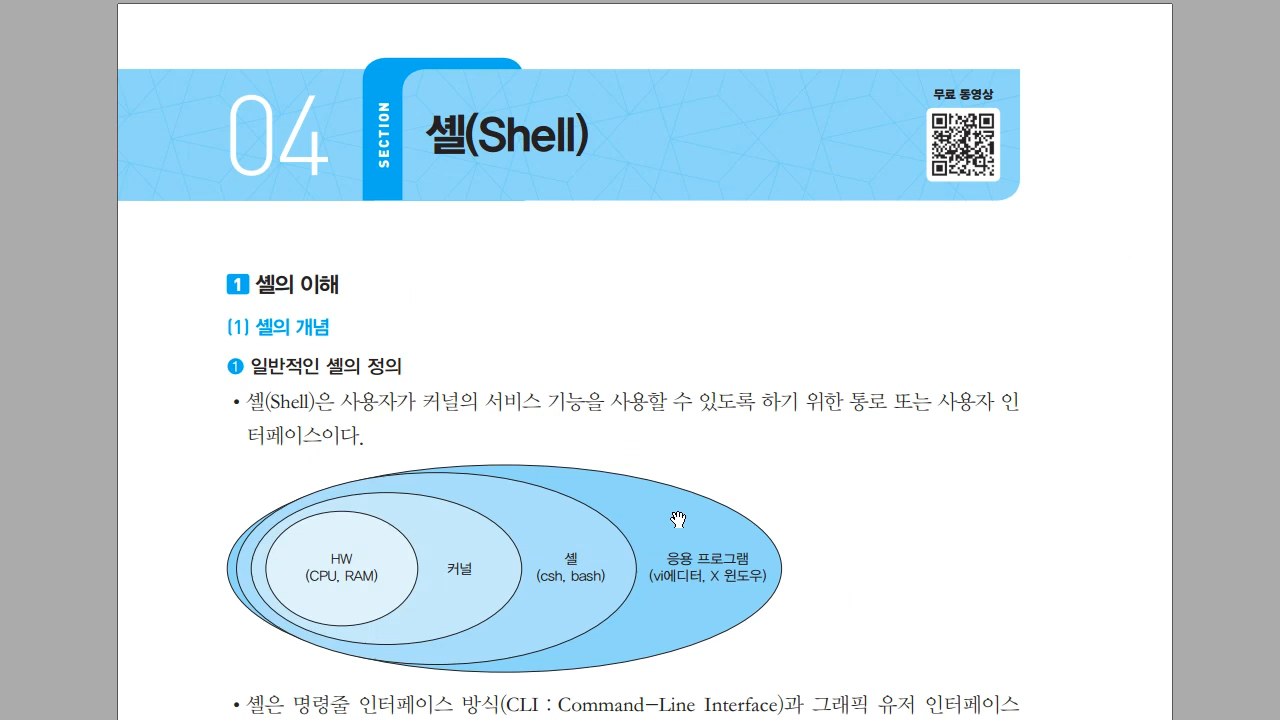 04
SECTION
셸(Shell)
무료 동영상
1 셸의 이해
(1) 셸의 개념
❶ 일반적인 셸의 정의
• 셸(Shell)은 사용자가 커널의 서비스 기능을 사용할 수 있도록 하기 위한 통로 또는 사용자 인
터페이스이다.
HW
(CPU, RAM)
커널
셸
(csh, bash)
응용 프로그램
(vi에디터, X 윈도우)
• 셸은 명령줄 인터페이스 방식(CLI : Command-Line Interface)과 그래픽 유저 인터페이스